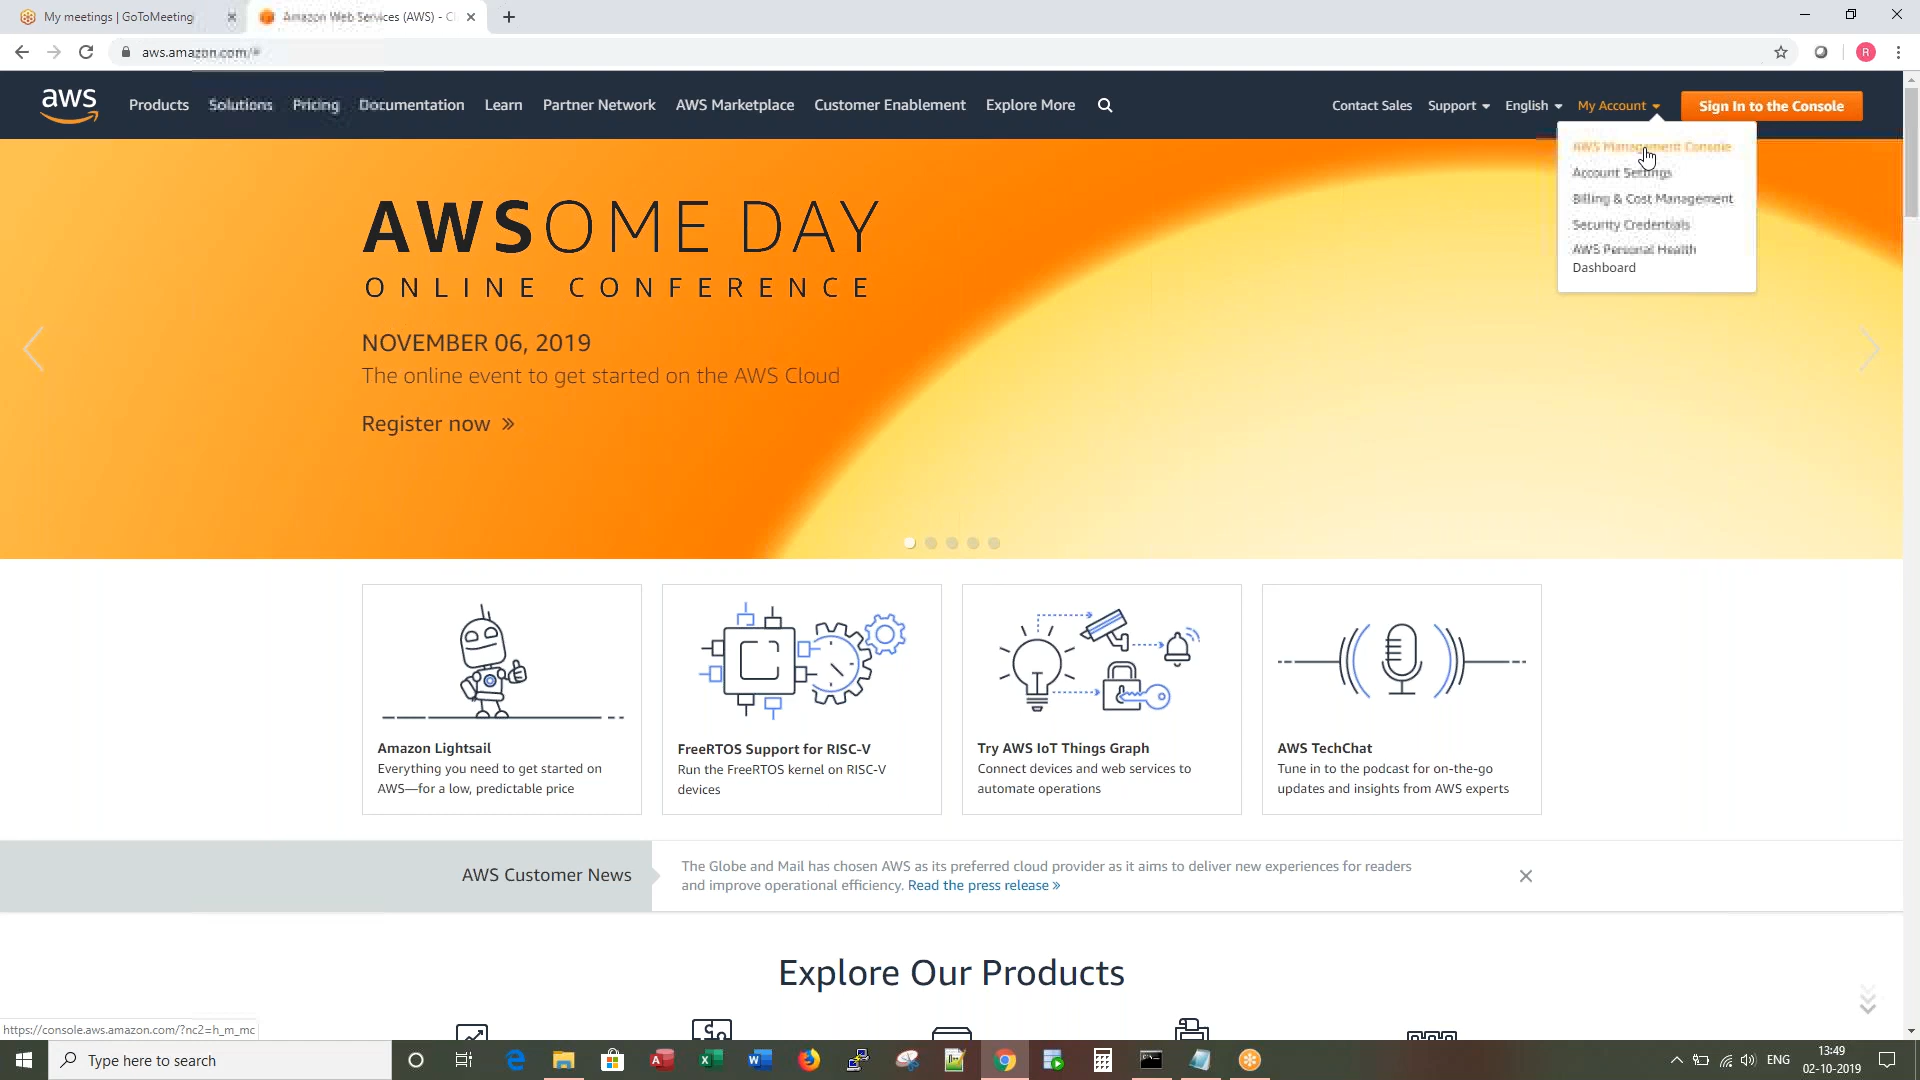 My meetings | GoToMeeting
Amazon Web Services (AWS) - Cl
aws.amazon.com/#
aws
Products Solutions Pricing Documentation Learn Partner Network AWS Marketplace Customer Enablement Explore More
Contact Sales Support English My Account Sign In to the Console
AWS Management Console
Account Settings
Billing & Cost Management
Security Credentials
AWS Personal Health
Dashboard
AWSOME DAY
ONLINE CONFERENCE
NOVEMBER 06, 2019
The online event to get started on the AWS Cloud
Register now »
Amazon Lightsail
Everything you need to get started on
AWS—for a low, predictable price
FreeRTOS Support for RISC-V
Run the FreeRTOS kernel on RISC-V
devices
Try AWS IoT Things Graph
Connect devices and web services to
automate operations
AWS TechChat
Tune in to the podcast for on-the-go
updates and insights from AWS experts
AWS Customer News
The Globe and Mail has chosen AWS as its preferred cloud provider as it aims to deliver new experiences for readers
and improve operational efficiency. Read the press release »
Explore Our Products
https://console.aws.amazon.com/?nc2=h_m_mc
Type here to search
ENG
13:49
02-10-2019